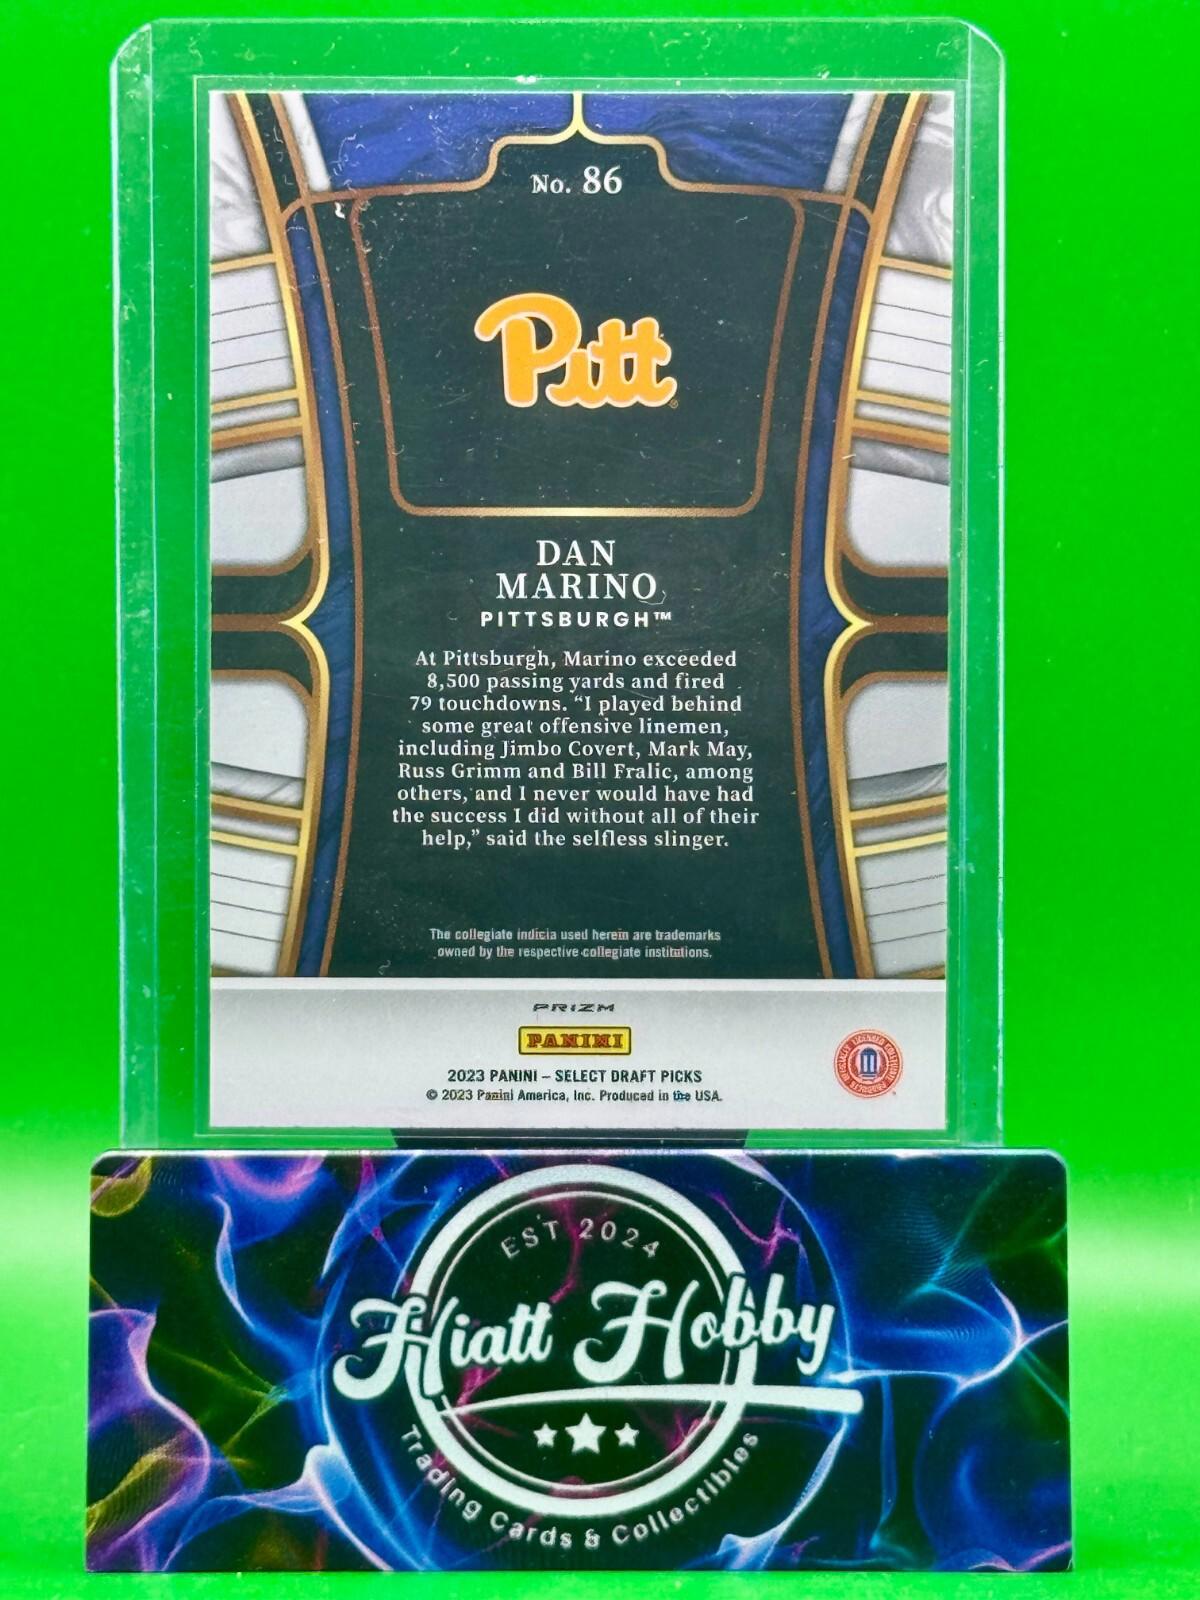 No. 86
Pitt
DAN
MARINO
PITTSBURGH™
At Pittsburgh, Marino exceeded
8,500 passing yards and fired
79 touchdowns. “I played behind
some great offensive linemen,
including Jimbo Covert, Mark May,
Russ Grimm and Bill Fralic, among
others, and I never would have had
the success I did without all of their
help,” said the selfless slinger.
The collegiate indicia used herein are trademarks
owned by the respective collegiate institutions.
PRIZM
PANINI
2023 PANINI – SELECT DRAFT PICKS
© 2023 Panini America, Inc. Produced in the USA.
OFFICIALLY LICENSED COLLEGIATE PRODUCTS
EST 2024
Hiatt Hobby
Trading Cards & Collectibles